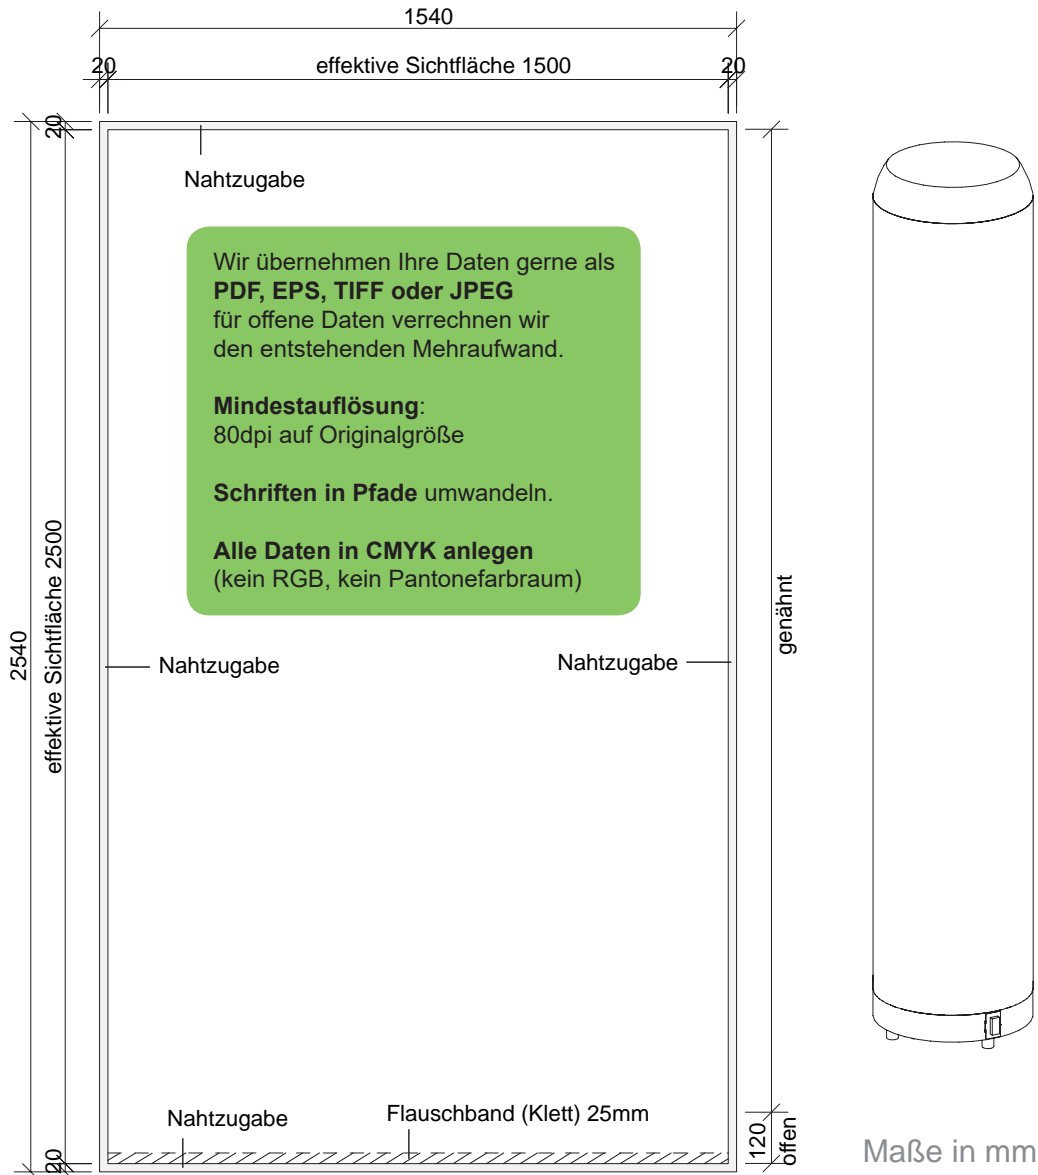 1540
20
effektive Sichtfläche 1500
20
20
Nahtzugabe
Wir übernehmen Ihre Daten gerne als
PDF, EPS, TIFF oder JPEG
für offene Daten verrechnen wir
den entstehenden Mehraufwand.
Mindestauflösung:
80dpi auf Originalgröße
Schriften in Pfade umwandeln.
Alle Daten in CMYK anlegen
(kein RGB, kein Pantonefarbraum)
2540
effektive Sichtfläche 2500
genähnt
Nahtzugabe
Nahtzugabe
Nahtzugabe
Flauschband (Klett) 25mm
120
offen
20
Maße in mm